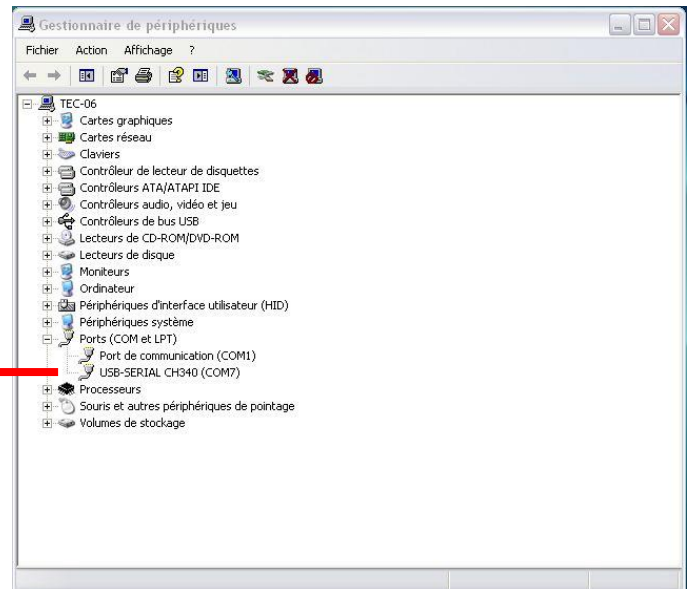 Gestionnaire de périphériques
Fichier Action Affichage ?
TEC-06
Cartes graphiques
Cartes réseau
Claviers
Contrôleur de lecteur de disquettes
Contrôleurs ATA/ATAPI IDE
Contrôleurs audio, vidéo et jeu
Contrôleurs de bus USB
Lecteurs de CD-ROM/DVD-ROM
Lecteurs de disque
Moniteurs
Ordinateur
Périphériques d'interface utilisateur (HID)
Périphériques système
Ports (COM et LPT)
Port de communication (COM1)
USB-SERIAL CH340 (COM7)
Processeurs
Souris et autres périphériques de pointage
Volumes de stockage